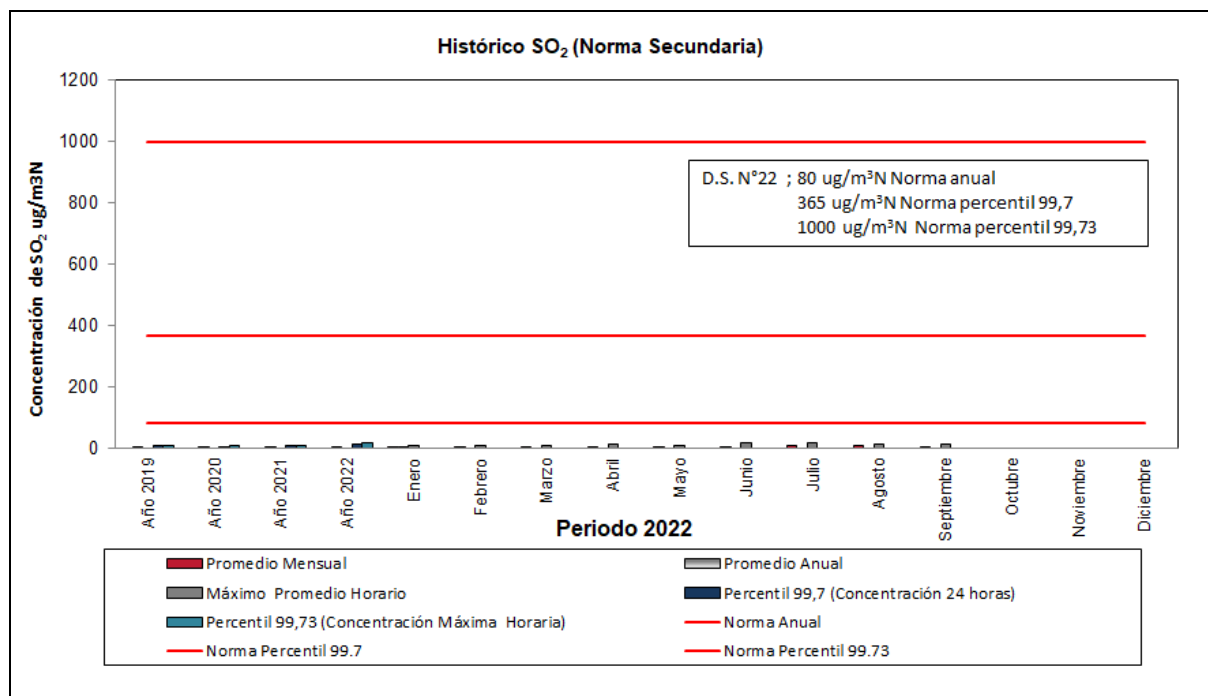 Histórico SO₂ (Norma Secundaria)
Concentración de SO₂ ug/m3N
1200
1000
800
600
400
200
0
D.S. N°22 ; 80 ug/m³N Norma anual
365 ug/m³N Norma percentil 99,7
1000 ug/m³N Norma percentil 99,73
Año 2019
Año 2020
Año 2021
Año 2022
Enero
Febrero
Marzo
Abril
Mayo
Junio
Julio
Agosto
Septiembre
Octubre
Noviembre
Diciembre
Periodo 2022
Promedio Mensual
Promedio Anual
Máximo Promedio Horario
Percentil 99,7 (Concentración 24 horas)
Percentil 99,73 (Concentración Máxima Horaria)
Norma Anual
Norma Percentil 99.7
Norma Percentil 99.73